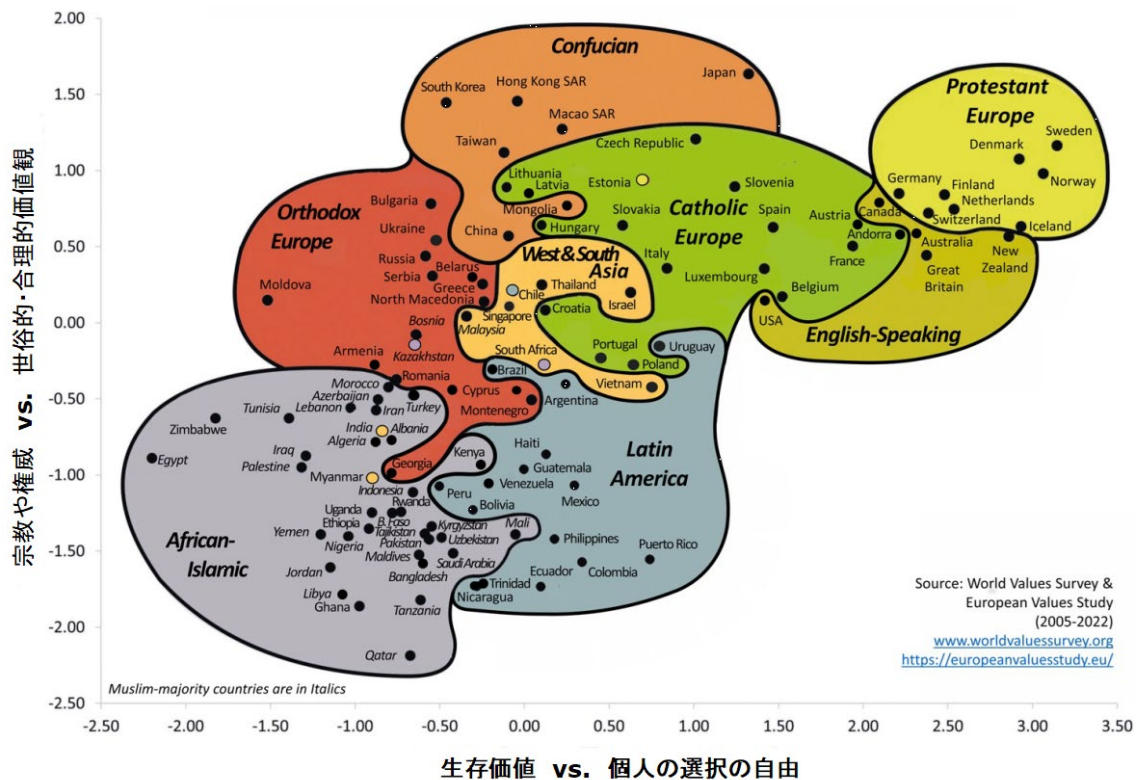 2.00
1.50
1.00
0.50
0.00
-0.50
-1.00
-1.50
-2.00
-2.50
宗教や権威 vs. 世俗的・合理的価値観
Confucian
Japan
Hong Kong SAR
South Korea
Macao SAR
Taiwan
Protestant
Europe
Sweden
Denmark
Norway
Germany
Finland
Netherlands
Switzerland
Iceland
Czech Republic
Lithuania
Latvia
Estonia
Slovenia
Mongolia
Hungary
Slovakia
Catholic
Europe
Spain
Austria
Canada
Andorra
Australia
New
Zealand
France
Great
Britain
Italy
Luxembourg
Belgium
USA
English-Speaking
China
Orthodox
Europe
Bulgaria
Ukraine
Russia
Belarus
Serbia
Greece
North Macedonia
Moldova
Bosnia
Kazakhstan
Armenia
Romania
West & South
Asia
Thailand
Israel
Chile
Singapore
Malaysia
Croatia
Portugal
Poland
Uruguay
South Africa
Brazil
Vietnam
Argentina
Cyprus
Montenegro
Morocco
Azerbaijan
Lebanon
Iran
Turkey
Tunisia
Zimbabwe
India
Albania
Algeria
Iraq
Egypt
Palestine
Georgia
Myanmar
Kenya
Haiti
Guatemala
Latin
America
Venezuela
Mexico
Peru
Bolivia
Indonesia
Rwanda
Uganda
B. Faso
Ethiopia
Tajikistan
Kyrgyzstan
Mali
Yemen
Nigeria
Pakistan
Uzbekistan
African-
Islamic
Maldives
Saudi Arabia
Bangladesh
Philippines
Puerto Rico
Ecuador
Colombia
Jordan
Libya
Ghana
Tanzania
Trinidad
Nicaragua
Qatar
Source: World Values Survey &
European Values Study
(2005-2022)
www.worldvaluessurvey.org
https://europeanvaluesstudy.eu/
Muslim-majority countries are in Italics
-2.50 -2.00 -1.50 -1.00 -0.50 0.00 0.50 1.00 1.50 2.00 2.50 3.00 3.50
生存価値 vs. 個人の選択の自由